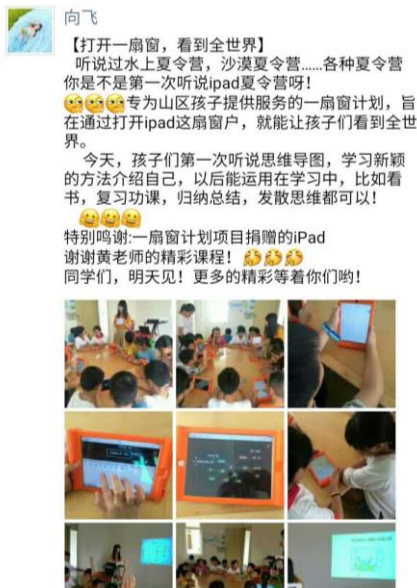 向飞
【打开一扇窗，看到全世界】
听说过水上夏令营，沙漠夏令营......各种夏令营
你是不是第一次听说ipad夏令营呀！
专为山区孩子提供服务的一扇窗计划，旨
在通过打开ipad这扇窗户，就能让孩子们看到全世
界。
今天，孩子们第一次听说思维导图，学习新颖
的方法介绍自己，以后能运用在学习中，比如看
书，复习功课，归纳总结，发散思维都可以！
特别鸣谢:一扇窗计划项目捐赠的iPad
谢谢黄老师的精彩课程！
同学们，明天见！更多的精彩等着你们哟！